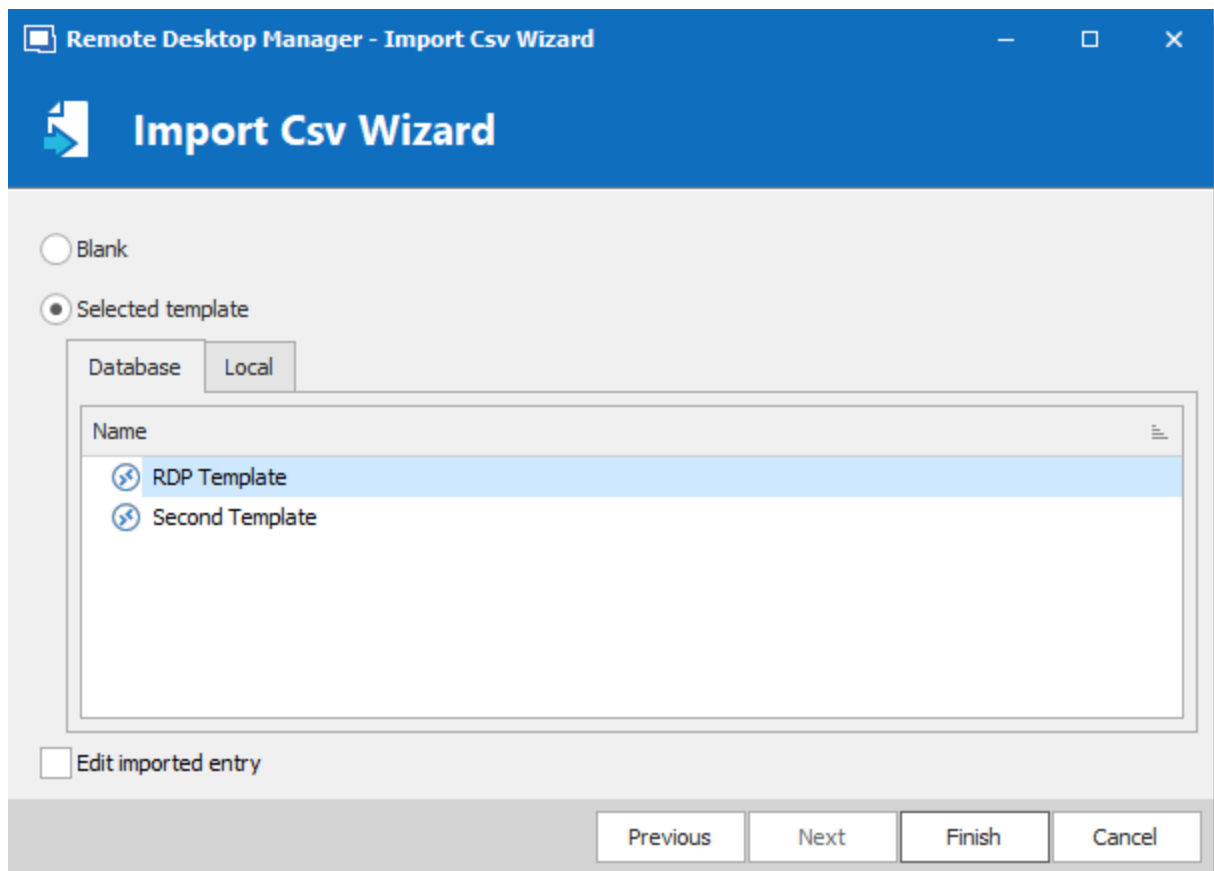 Remote Desktop Manager - Import Csv Wizard
Import Csv Wizard
Blank
Selected template
Database Local
Name
RDP Template
Second Template
Edit imported entry
Previous Next Finish Cancel